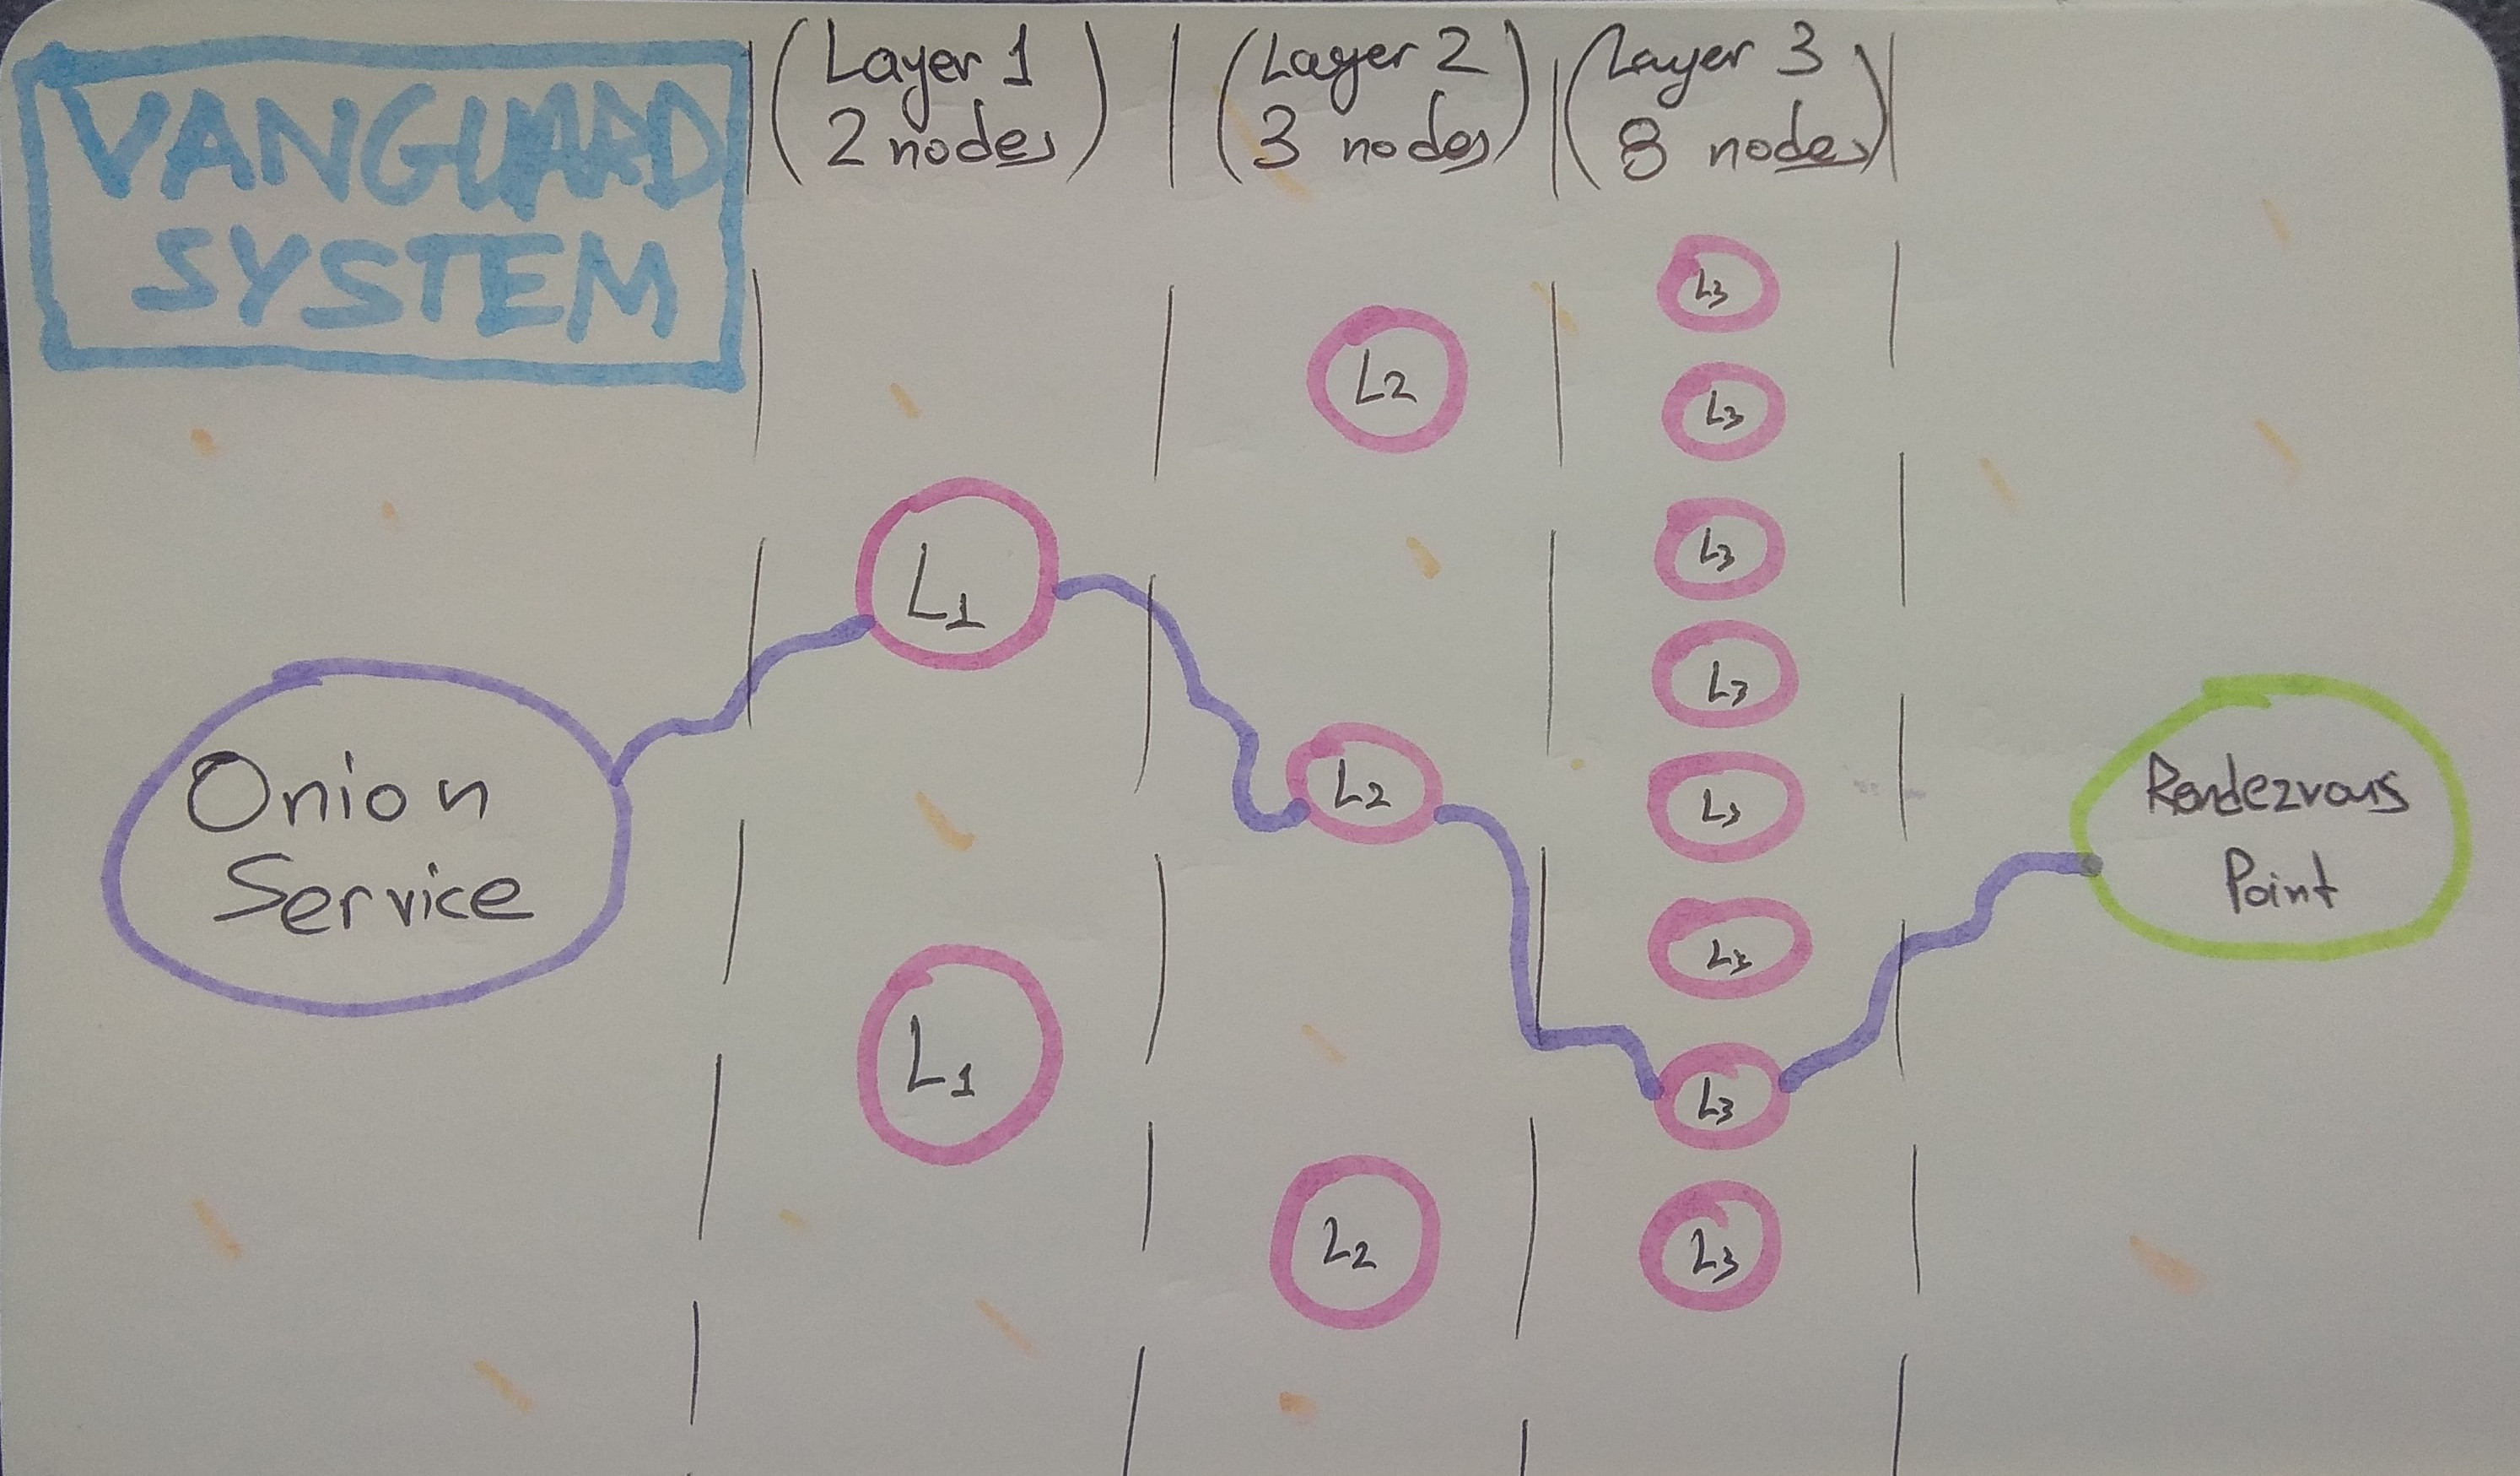 VANGUARD
SYSTEM
(Layer 1
2 nodes)
(Layer 2
3 nodes)
(Layer 3
8 nodes)
L3
L2
L3
L3
L1
L3
Onion
Service
L2
L3
Rendezvous
Point
L3
L1
L3
L2
L3